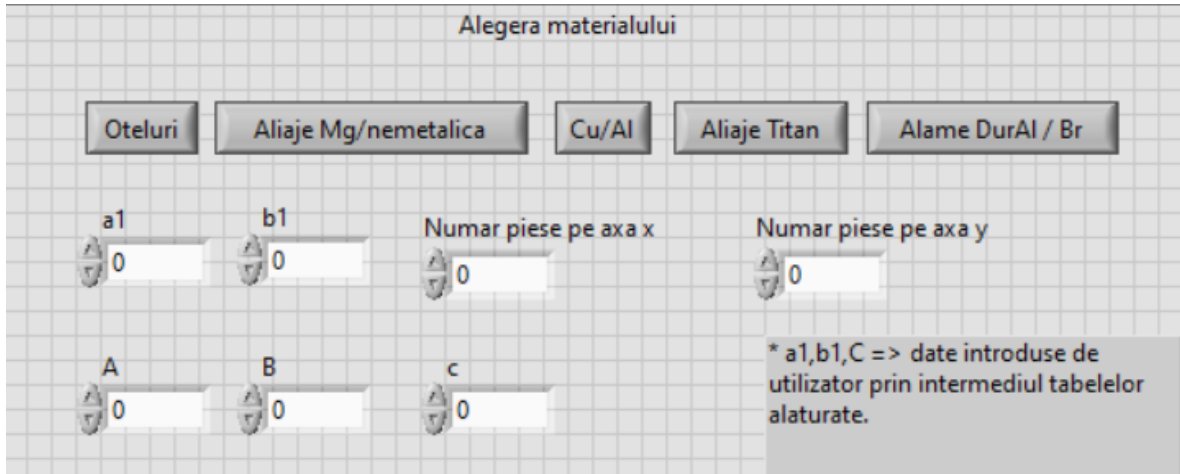 Alegera materialului
Oteluri
Aliaje Mg/nemetalica
Cu/Al
Aliaje Titan
Alame DurAl / Br
a1
b1
Numar piese pe axa x
Numar piese pe axa y
0
0
0
0
A
B
c
0
0
0
* a1,b1,C => date introduse de
utilizator prin intermediul tabelelor
alaturate.